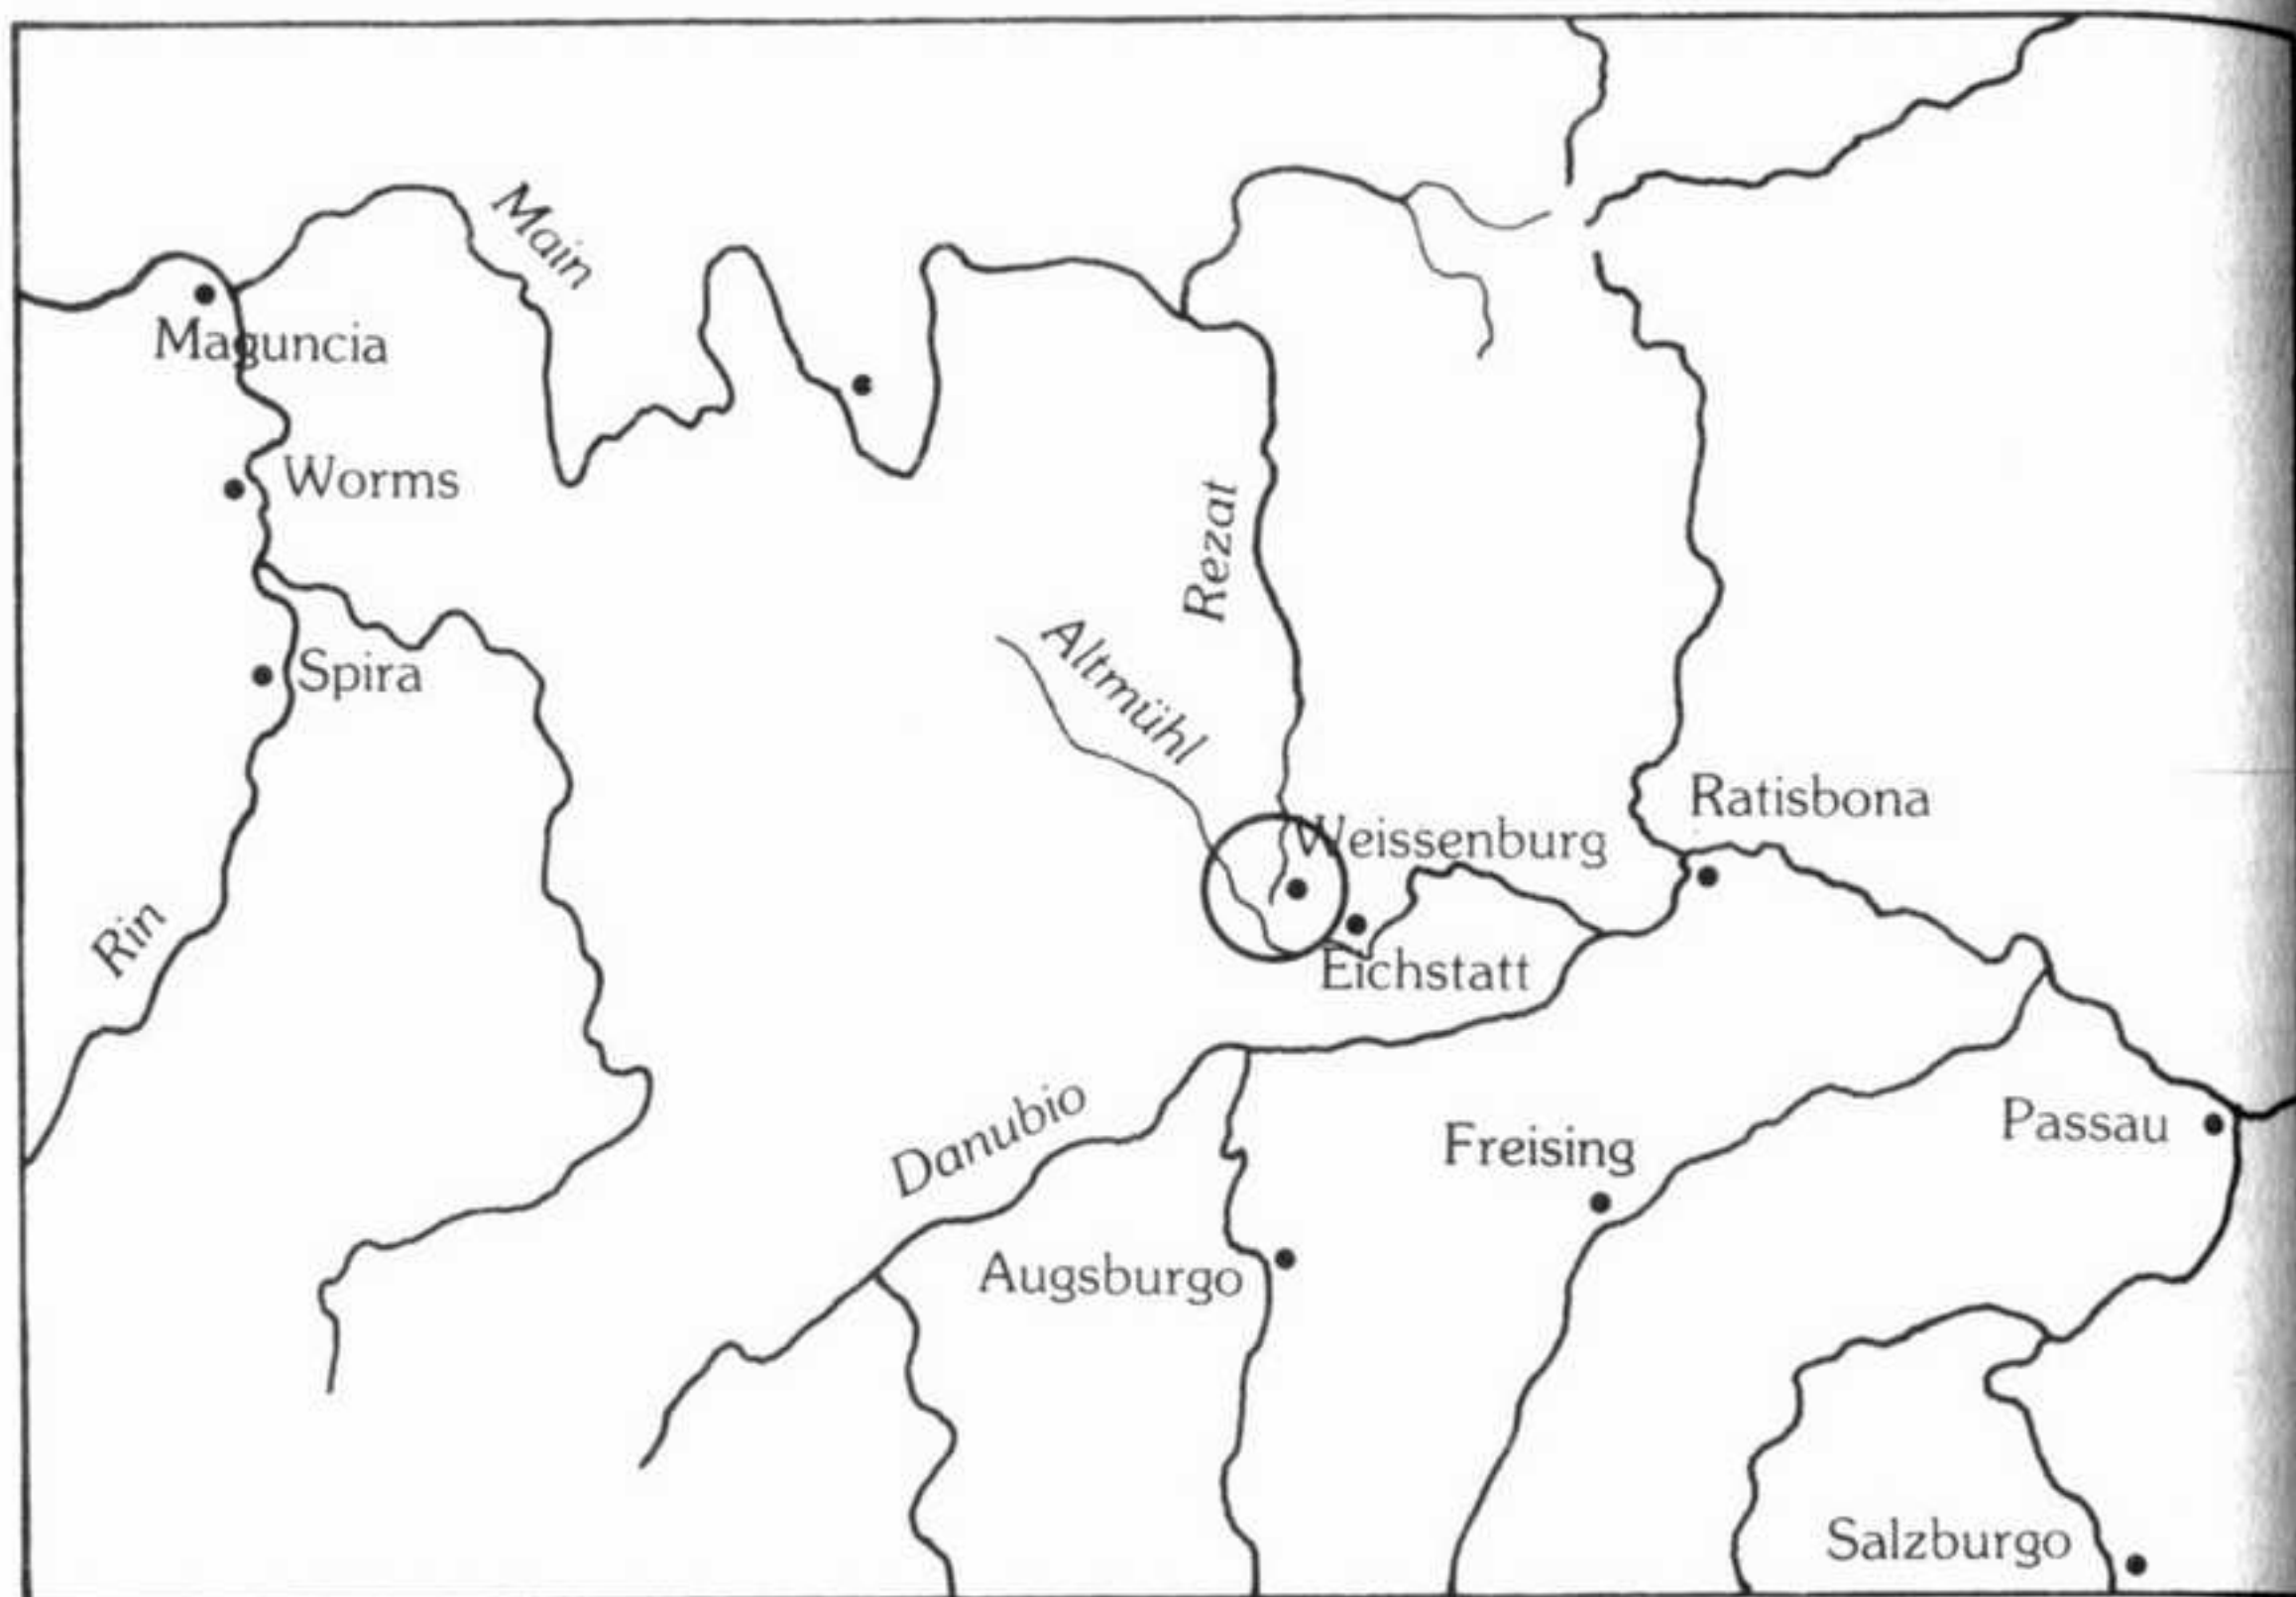 Main
Maguncia
Worms
Rezat
Altmühl
Spira
Ratisbona
Weissenburg
Rin
Eichstatt
Danubio
Freising
Passau
Augsburgo
Salzburgo